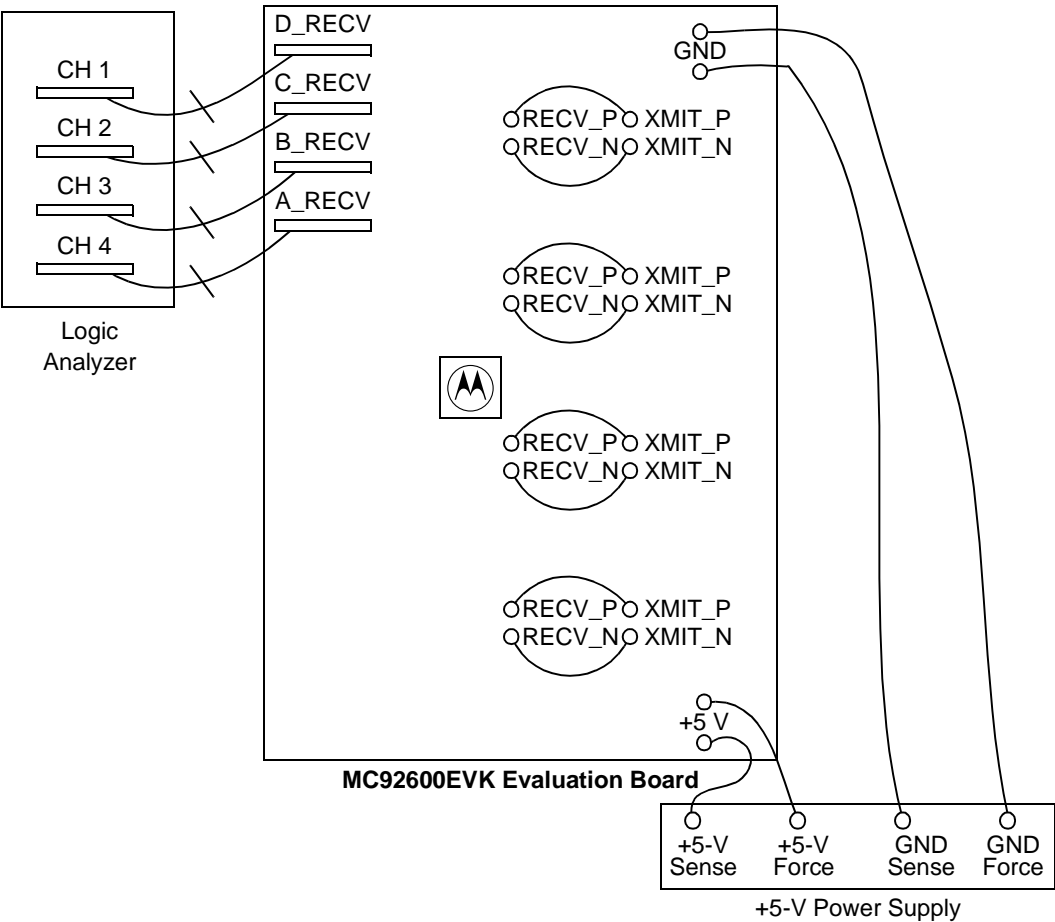 D_RECV
C_RECV
B_RECV
A_RECV
CH 1
CH 2
CH 3
CH 4
Logic
Analyzer
GND
RECV_P XMIT_P
RECV_N XMIT_N
RECV_P XMIT_P
RECV_N XMIT_N
RECV_P XMIT_P
RECV_N XMIT_N
RECV_P XMIT_P
RECV_N XMIT_N
+5 V
MC92600EVK Evaluation Board
+5-V
Sense
+5-V
Force
GND
Sense
GND
Force
+5-V Power Supply